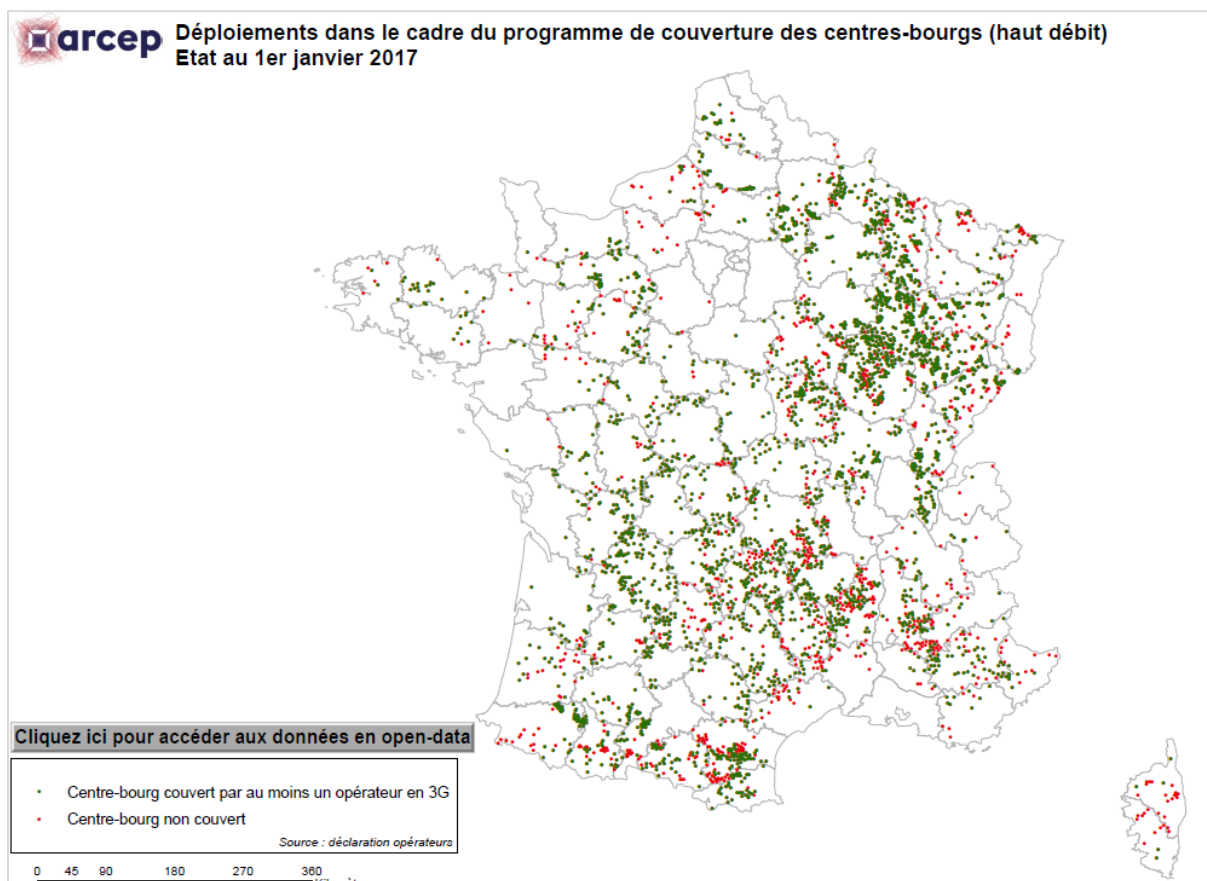 arcep
Déploiements dans le cadre du programme de couverture des centres-bourgs (haut débit)
Etat au 1er janvier 2017
Cliquez ici pour accéder aux données en open-data
Centre-bourg couvert par au moins un opérateur en 3G
Centre-bourg non couvert
Source : déclaration opérateurs
0 45 90 180 270 360